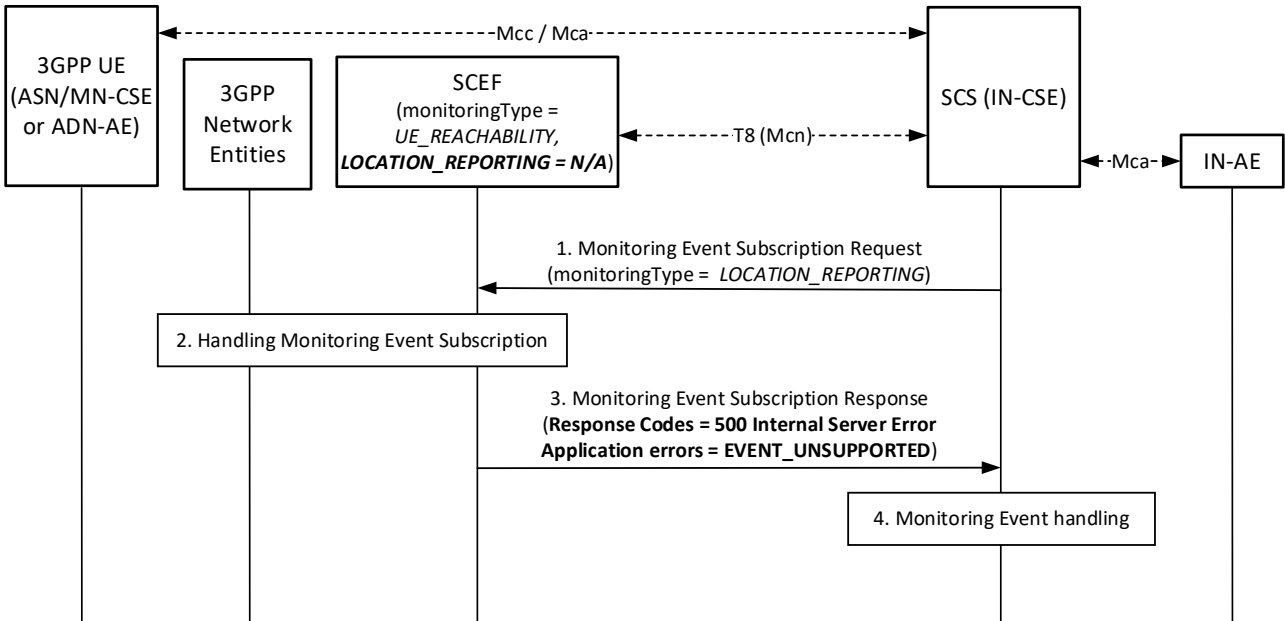 Mcc / Mca
3GPP UE
(ASN/MN-CSE
or ADN-AE)
3GPP
Network
Entities
SCEF
(monitoringType =
UE_REACHABILITY,
LOCATION_REPORTING = N/A)
T8 (Mcn)
SCS (IN-CSE)
Mca
IN-AE
1. Monitoring Event Subscription Request
(monitoringType = LOCATION_REPORTING)
2. Handling Monitoring Event Subscription
3. Monitoring Event Subscription Response
(Response Codes = 500 Internal Server Error
Application errors = EVENT_UNSUPPORTED)
4. Monitoring Event handling